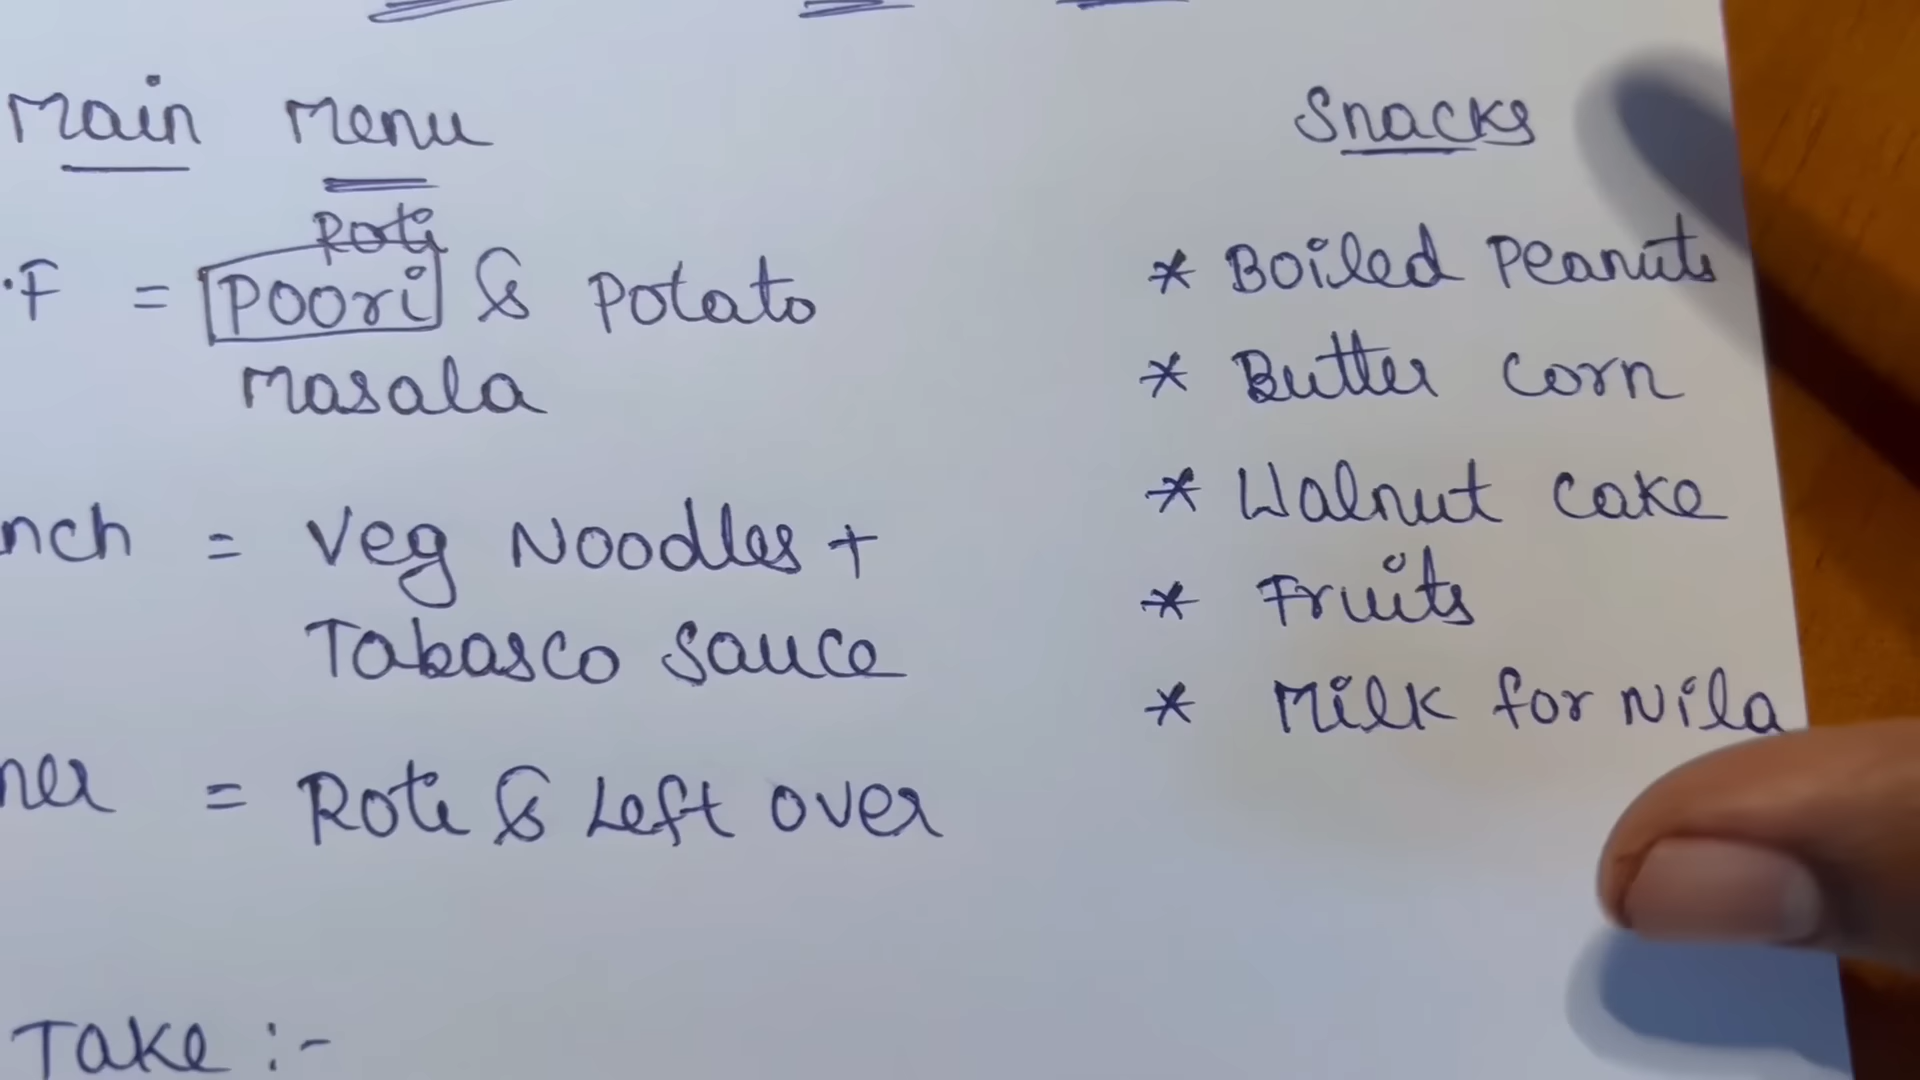 Main Menu
Roti
.F = Poori & Potato
Masala
nch = Veg Noodles +
Tabasco Sauce
ner = Roti & Left over
Take :-
Snacks
* Boiled Peanuts
* Butter corn
* Walnut cake
* Fruits
* Milk for Nila